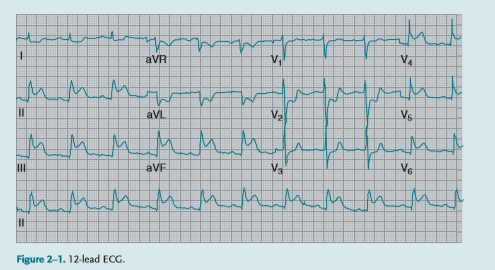 I aVR V₁ V₄
II aVL V₂ V₅
III aVF V₃ V₆
II
Figure 2–1. 12-lead ECG.